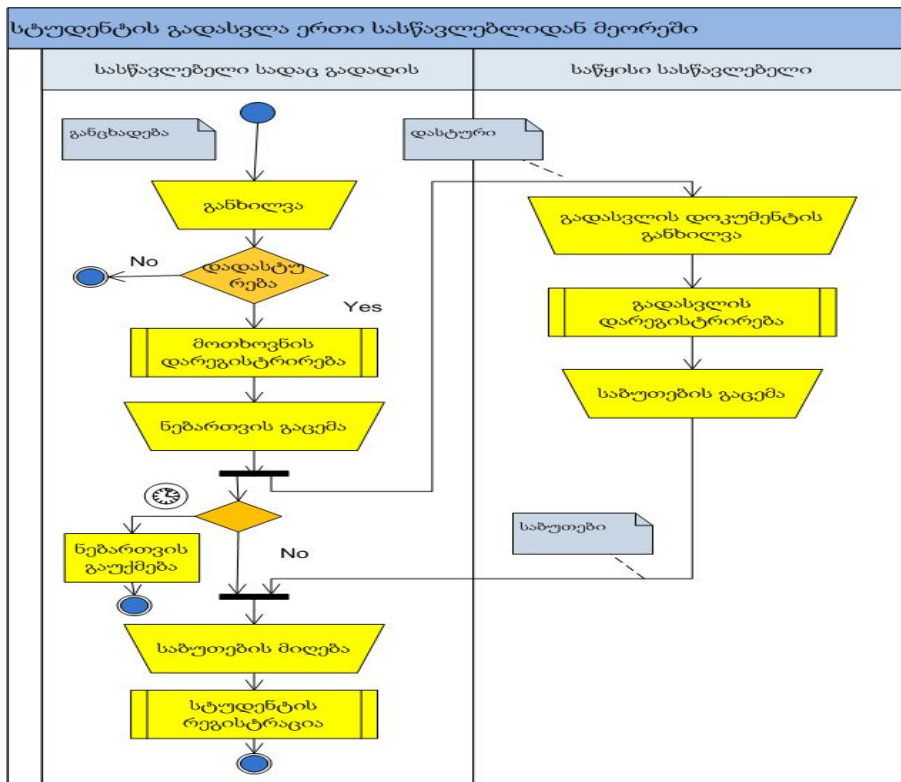 სტუდენტის გადასვლა ერთი სასწავლებლიდან მეორეში
სასწავლებელი სადაც გადადის
საწყისი სასწავლებელი
განცხადება
დასტური
განხილვა
გადასვლის დოკუმენტის
განხილვა
No
დადასტუ
რება
Yes
გადასვლის
დარეგისტრირება
მოთხოვნის
დარეგისტრირება
საბუთების გაცემა
ნებართვის გაცემა
საბუთები
ნებართვის
გაუქმება
No
საბუთების მიღება
სტუდენტის
რეგისტრაცია